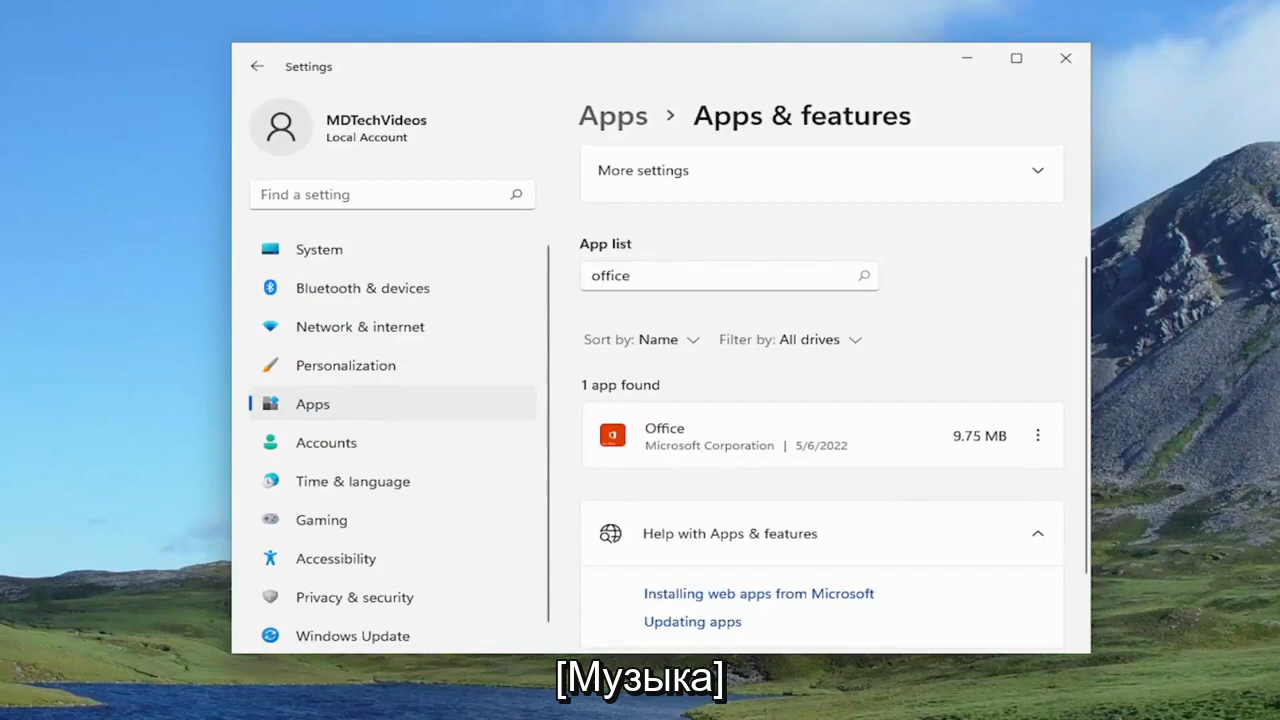 Settings
MDTechVideos
Local Account
Find a setting
System
Bluetooth & devices
Network & internet
Personalization
Apps
Accounts
Time & language
Gaming
Accessibility
Privacy & security
Windows Update
Apps > Apps & features
More settings
App list
office
Sort by: Name Filter by: All drives
1 app found
Office
Microsoft Corporation | 5/6/2022
9.75 MB
Help with Apps & features
Installing web apps from Microsoft
Updating apps
[Музыка]